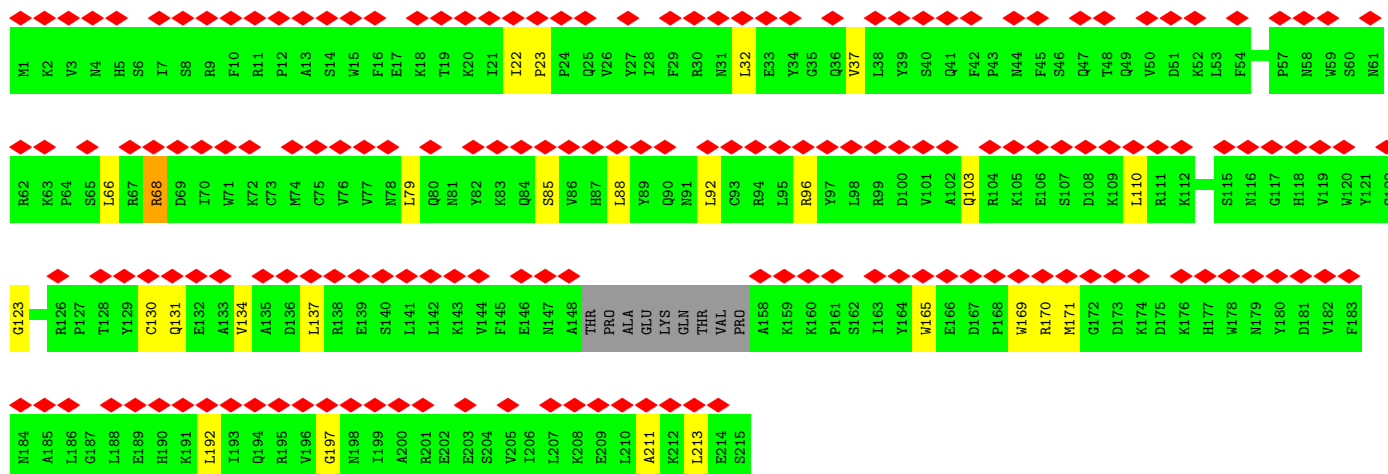 M1 K2 V3 N4 H5 S6 I7 S8 R9 F10 R11 P12 A13 S14 W15 F16 E17 K18 T19 K20 I21 I22 P23 P24 Q25 V26 Y27 I28 F29 R30 N31 L32 E33 Y34 G35 Q36 V37 L38 Y39 S40 Q41 F42 P43 N44 F45 S46 Q47 T48 Q49 V50 D51 K52 L53 F54 P57 N58 W59 S60 N61
R62 K63 P64 S65 L66 R67 R68 D69 I70 W71 K72 C73 M74 C75 V76 V77 N78 L79 Q80 N81 Y82 K83 Q84 S85 V86 H87 L88 Y89 Q90 N91 L92 C93 R94 L95 R96 Y97 L98 R99 D100 V101 A102 Q103 R104 K105 E106 S107 D108 K109 L110 R111 K112 S115 N116 G117 H118 V119 W120 Y121
G123 R126 P127 T128 Y129 C130 Q131 E132 A133 V134 A135 D136 L137 R138 E139 S140 L141 L142 K143 V144 F145 E146 N147 A148 THR PRO ALA GLU LYS GLN THR VAL PRO A158 K159 K160 P161 S162 I163 Y164 W165 E166 D167 P168 W169 R170 M171 G172 D173 K174 D175 K176 H177 W178 N179 Y180 D181 V182 F183
N184 A185 L186 G187 L188 E189 H190 K191 L192 I193 Q194 R195 V196 G197 N198 I199 A200 R201 E202 E203 S204 V205 I206 L207 K208 E209 L210 A211 K212 L213 E214 S215